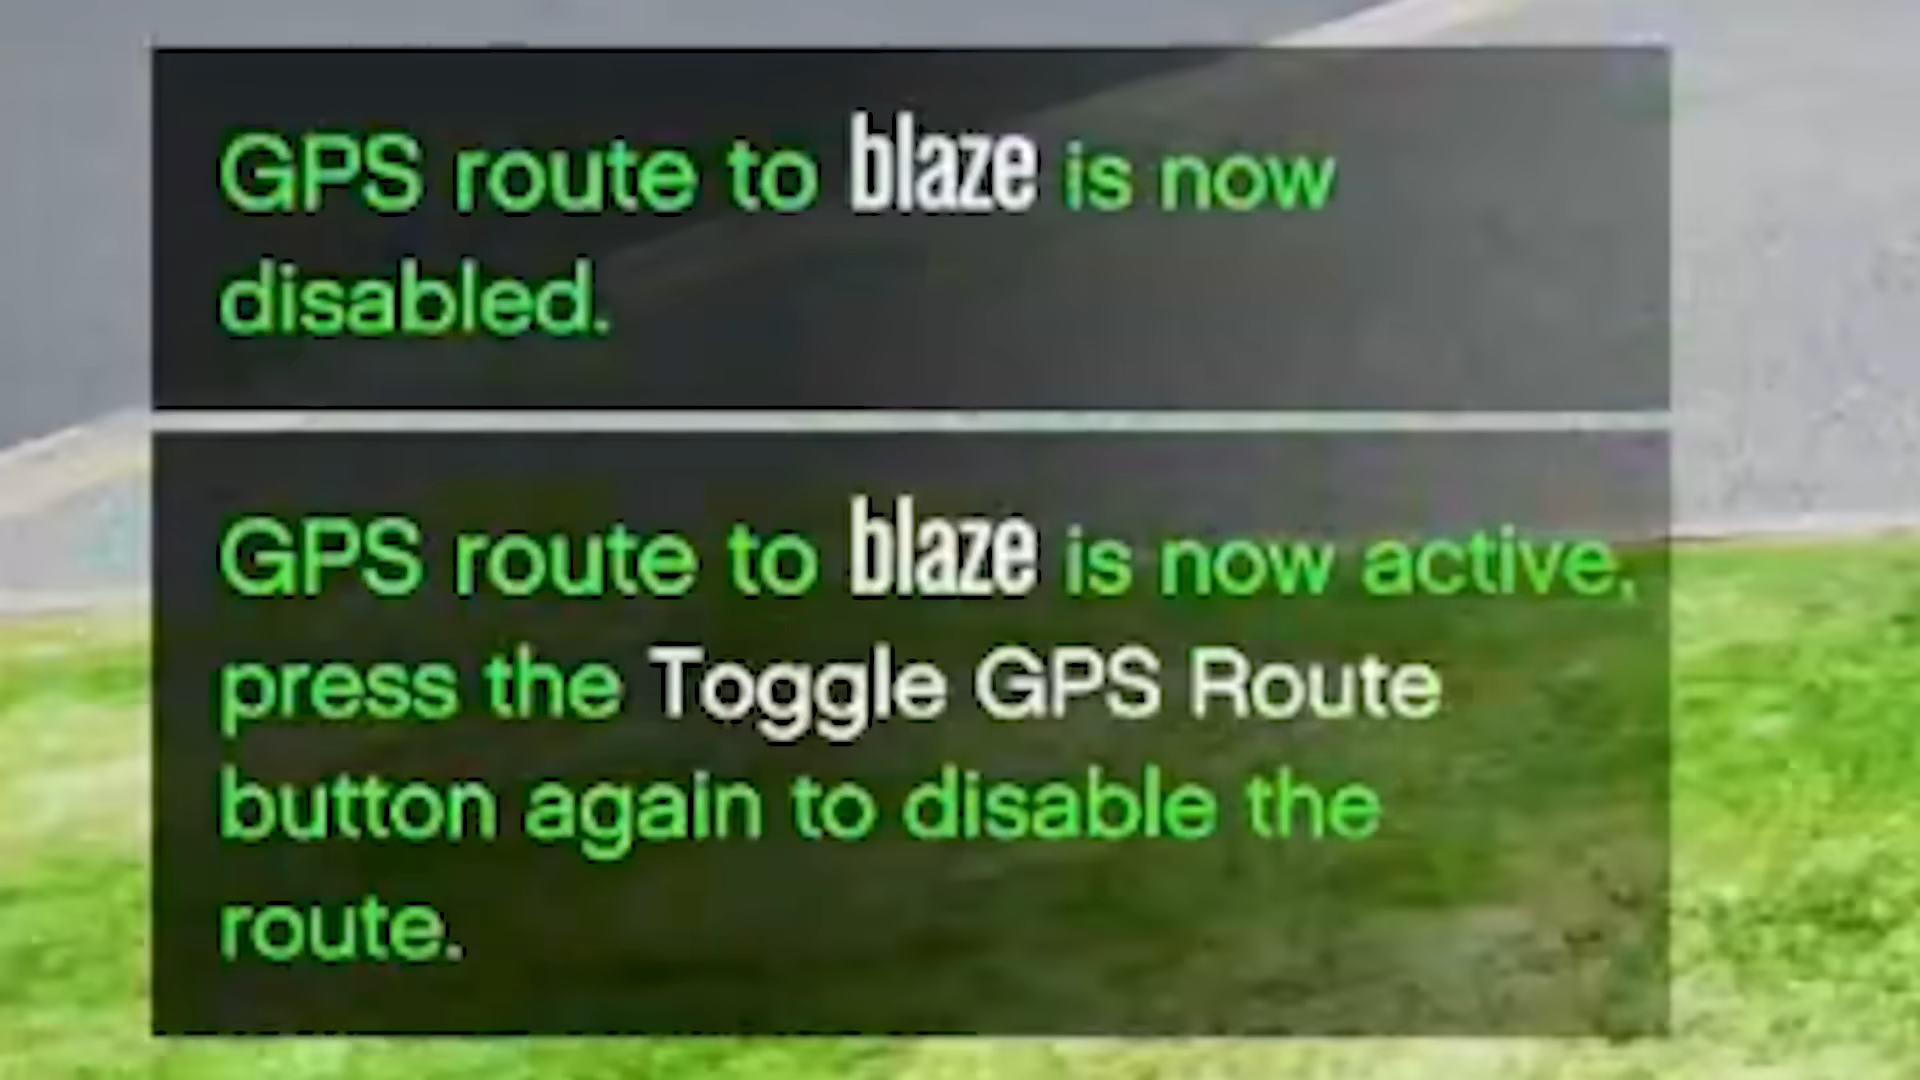 GPS route to blaze is now
disabled.
GPS route to blaze is now active,
press the Toggle GPS Route
button again to disable the
route.